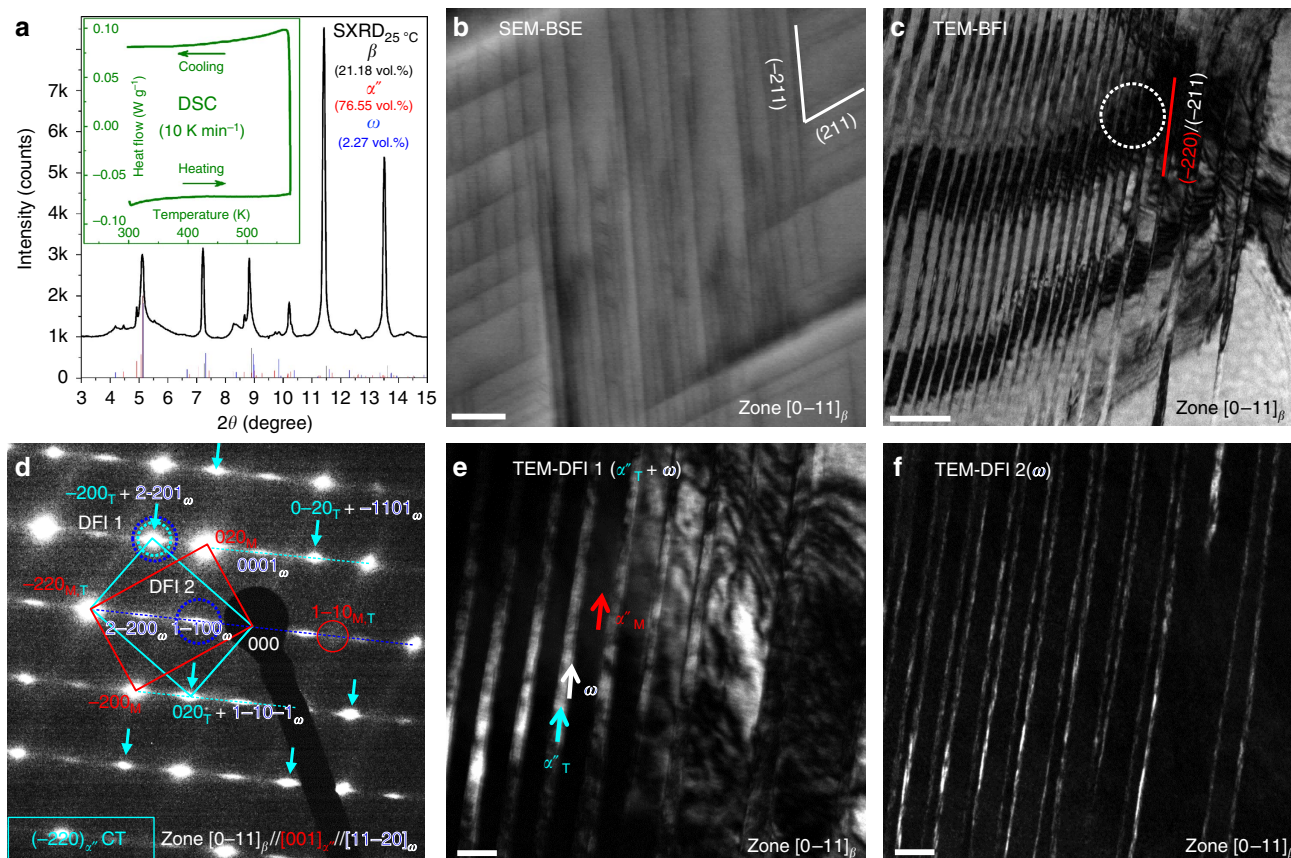 a
SXRD25 °C
β
(21.18 vol.%)
α″
(76.55 vol.%)
ω
(2.27 vol.%)
0.10
0.05
0.00
−0.05
−0.10
Heat flow (W g−1)
Cooling
DSC
(10 K min−1)
Heating
Temperature (K)
300 400 500
Intensity (counts)
8k
7k
6k
5k
4k
3k
2k
1k
0
3 4 5 6 7 8 9 10 11 12 13 14 15
2θ (degree)
b
SEM-BSE
(−211)
(211)
Zone [0−11]β
c
TEM-BFI
(−220)/(−211)
Zone [0−11]β
d
−200T + 2-201ω
0−20T + −1101ω
DFI 1
020M
0001ω
−220M,T
DFI 2
1−10M,T
2−200ω 1−100ω
000
−200M
020T + 1−10−1ω
(−220)α″ CT
Zone [0−11]β//[001]α″//[11−20]ω
e
TEM-DFI 1 (α″T + ω)
α″M
ω
α″T
Zone [0−11]β
f
TEM-DFI 2(ω)
Zone [0−11]β